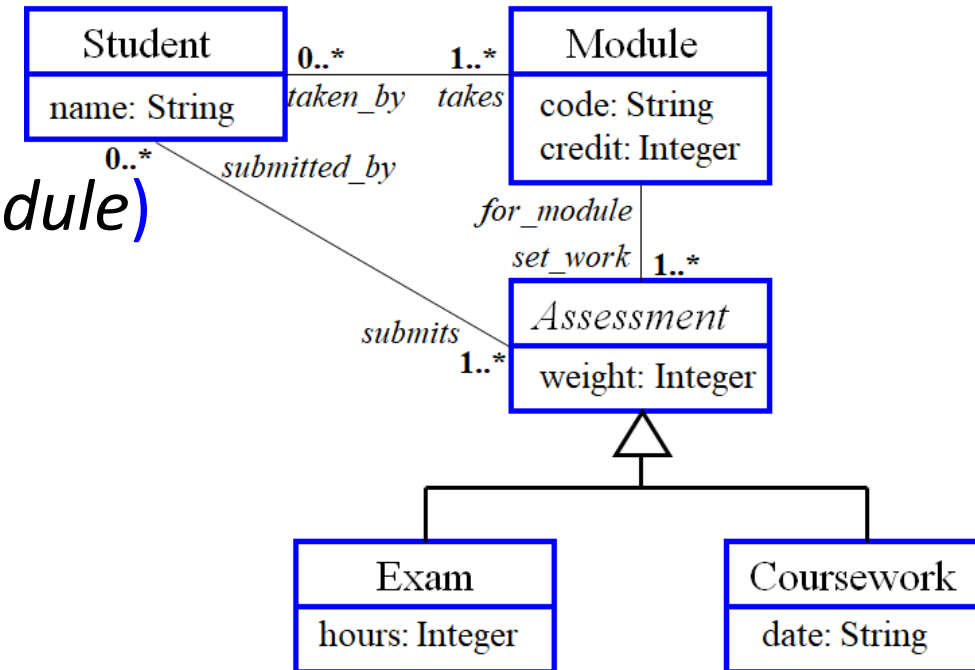 Student
name: String
0..*
1..*
taken_by takes
Module
code: String
credit: Integer
0..*
submitted_by
dule)
for_module
set_work
1..*
submits
1..*
Assessment
weight: Integer
Exam
hours: Integer
Coursework
date: String